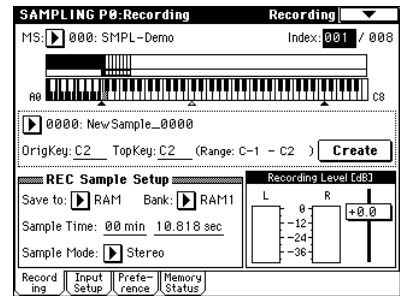 SAMPLING P0:Recording Recording
MS: 000: SMPL-Demo Index: 001 / 008
A0 C8
0000: NewSample_0000
OrigKey: C2 TopKey: C2 (Range: C-1 - C2 ) Create
REC Sample Setup Recording Level [dB]
Save to: RAM Bank: RAM1 L R
0 +0.0
Sample Time: 00 min 10.818 sec -12
-24
Sample Mode: Stereo -36
Record
ing Input
Setup Prefe-
rence Memory
Status